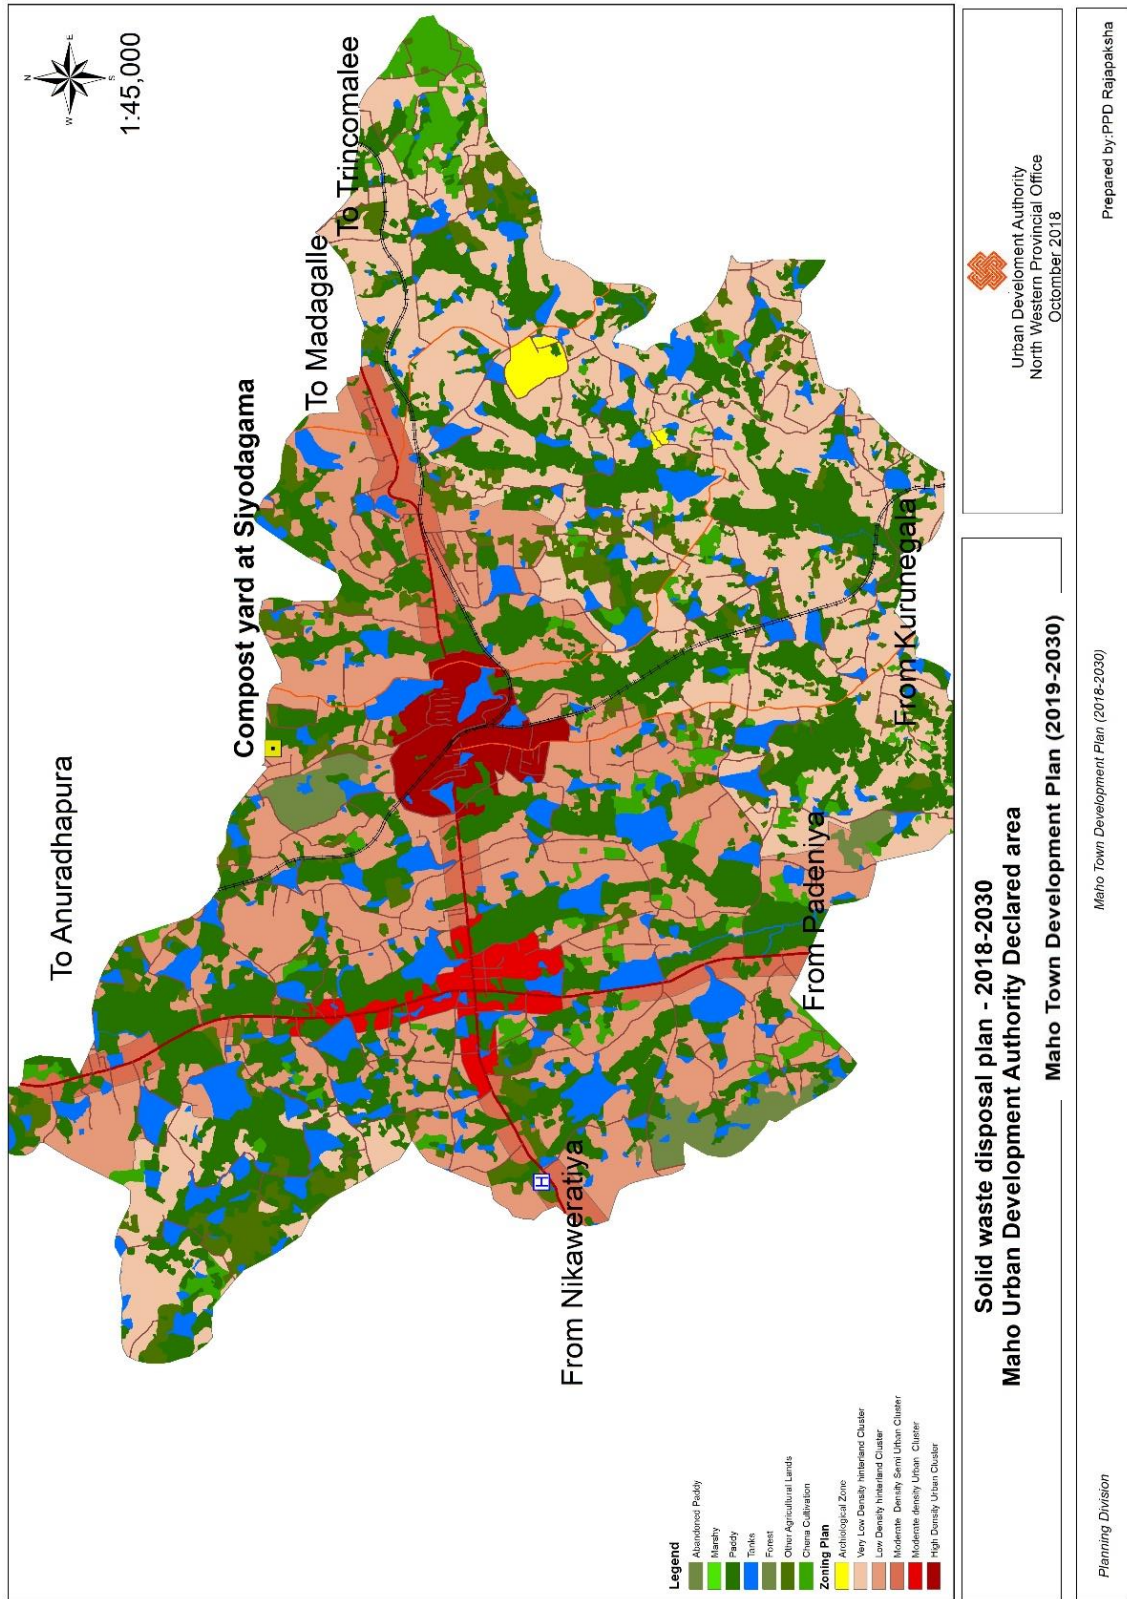 N
E
S
W
1:45,000
To Anuradhapura
Compost yard at Siyodagama
To Madagalle
To Trincomalee
From Nikaweratiya
From Padeniya
From Kurunegala
H
Legend
Abandoned Paddy
Marshy
Paddy
Tanks
Forest
Other Agricultural Lands
Chena Cultivation
Zoning Plan
Archiological Zone
Very Low Density hinterland Cluster
Low Density hinterland Cluster
Moderate Density Semi Urban Cluster
Moderate density Urban Cluster
High Density Urban Cluster
Solid waste disposal plan - 2018-2030
Maho Urban Development Authority Declared area
Maho Town Development Plan (2019-2030)
Urban Develoment Authority
North Western Provincial Office
Octomber 2018
Planning Division
Maho Town Development Plan (2018-2030)
Prepared by:PPD Rajapaksha